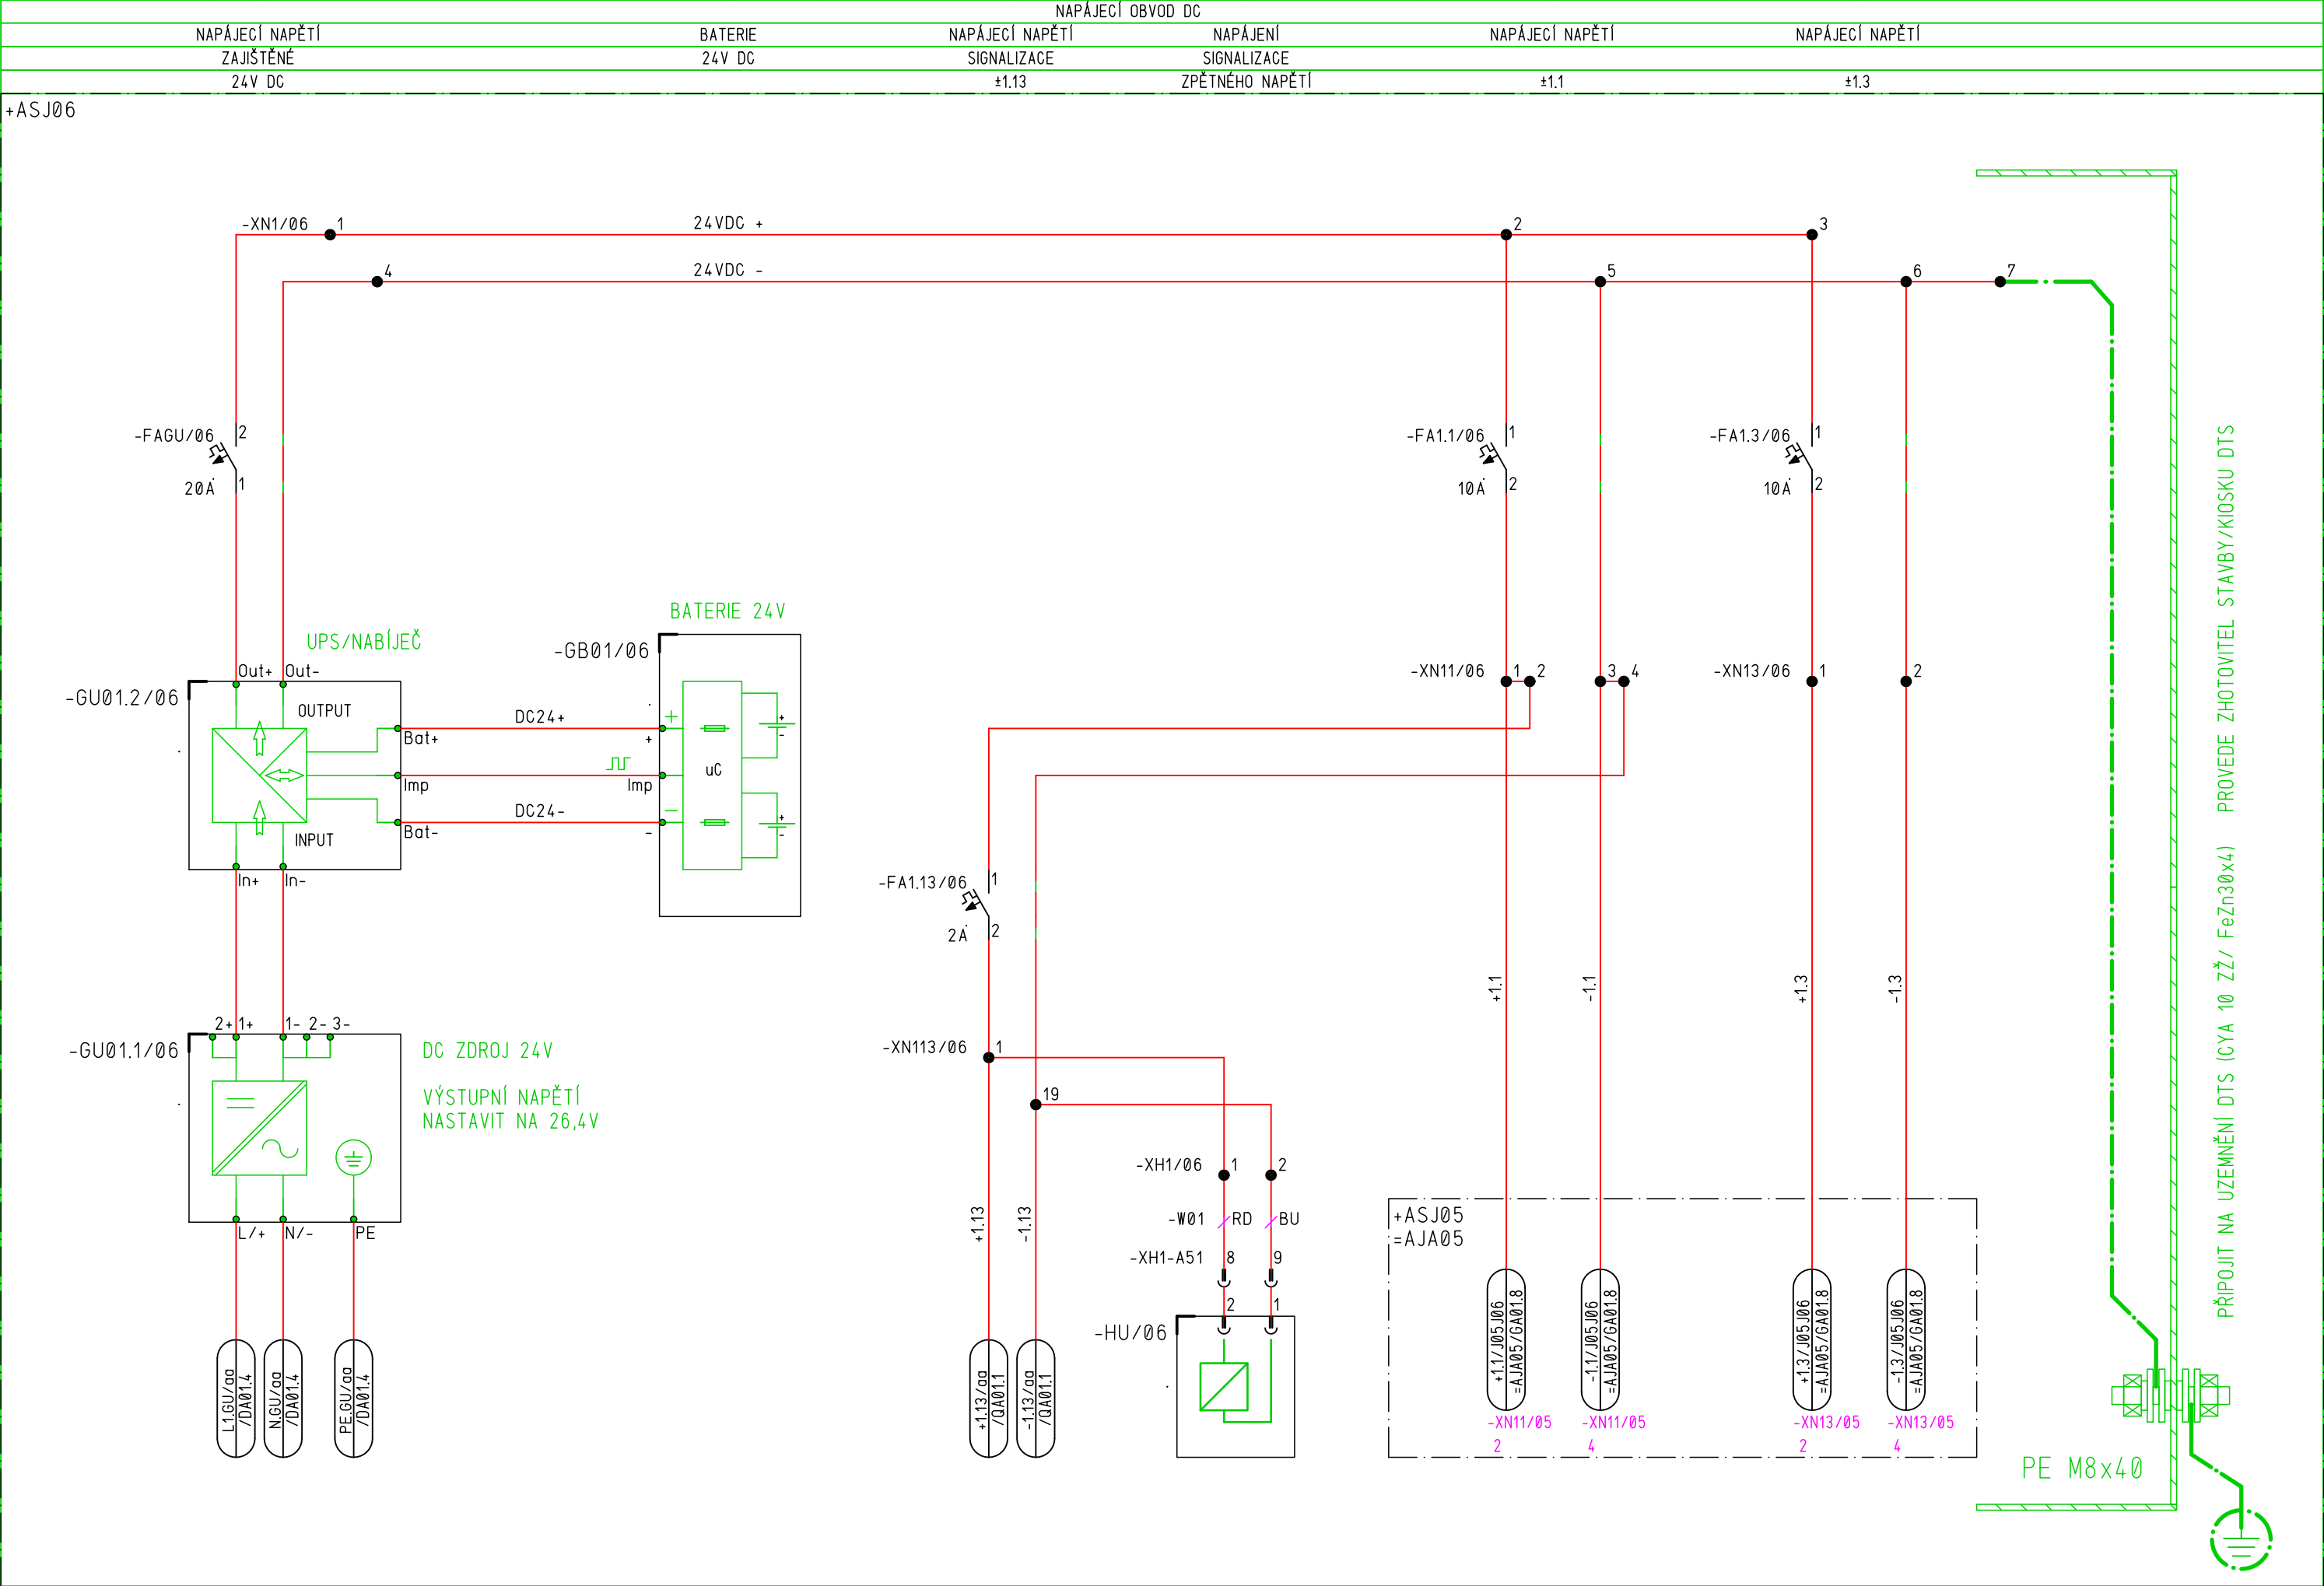 NAPÁJECÍ OBVOD DC
NAPÁJECÍ NAPĚTÍ BATERIE NAPÁJECÍ NAPĚTÍ NAPÁJENÍ NAPÁJECÍ NAPĚTÍ NAPÁJECÍ NAPĚTÍ
ZAJIŠTĚNÉ 24V DC SIGNALIZACE SIGNALIZACE
24V DC ±1.13 ZPĚTNÉHO NAPĚTÍ ±1.1 ±1.3
+ASJ06
-XN1/06 1 24VDC + 2 3
4 24VDC - 5 6 7
-FAGU/06 2
20A 1
-FA1.1/06 1
10A 2
-FA1.3/06 1
10A 2
BATERIE 24V
UPS/NABÍJEČ
-GB01/06
Out+ Out-
-GU01.2/06
OUTPUT
DC24+
Bat+ + +
uC
Imp Imp
DC24-
Bat- - −
INPUT
In+ In-
+
-
+
-
-XN11/06 1 2 3 4
-XN13/06 1 2
-FA1.13/06 1
2A 2
+1.1
-1.1
+1.3
-1.3
2+ 1+ 1- 2- 3-
-GU01.1/06
DC ZDROJ 24V
VÝSTUPNÍ NAPĚTÍ
NASTAVIT NA 26,4V
L/+ N/- PE
-XN113/06 1
19
-XH1/06 1 2
-W01 RD BU
-XH1-A51 8 9
2 1
-HU/06
+1.13
-1.13
+ASJ05
=AJA05
L1.GU/aa
/DA01.4
N.GU/aa
/DA01.4
PE.GU/aa
/DA01.4
+1.13/aa
/QA01.1
-1.13/aa
/QA01.1
+1.1/J05J06
=AJA05/GA01.8
-1.1/J05J06
=AJA05/GA01.8
+1.3/J05J06
=AJA05/GA01.8
-1.3/J05J06
=AJA05/GA01.8
-XN11/05 -XN11/05 -XN13/05 -XN13/05
2 4 2 4
PE M8x40
PŘIPOJIT NA UZEMNĚNÍ DTS (CYA 10 ZŽ/ FeZn30x4) PROVEDE ZHOTOVITEL STAVBY/KIOSKU DTS